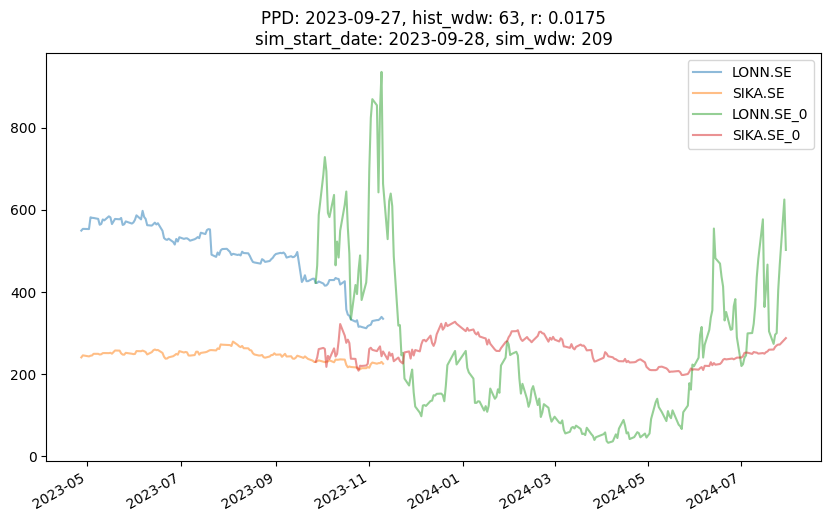 PPD: 2023-09-27, hist_wdw: 63, r: 0.0175
sim_start_date: 2023-09-28, sim_wdw: 209
LONN.SE
SIKA.SE
LONN.SE_0
SIKA.SE_0
800
600
400
200
0
2023-05
2023-07
2023-09
2023-11
2024-01
2024-03
2024-05
2024-07